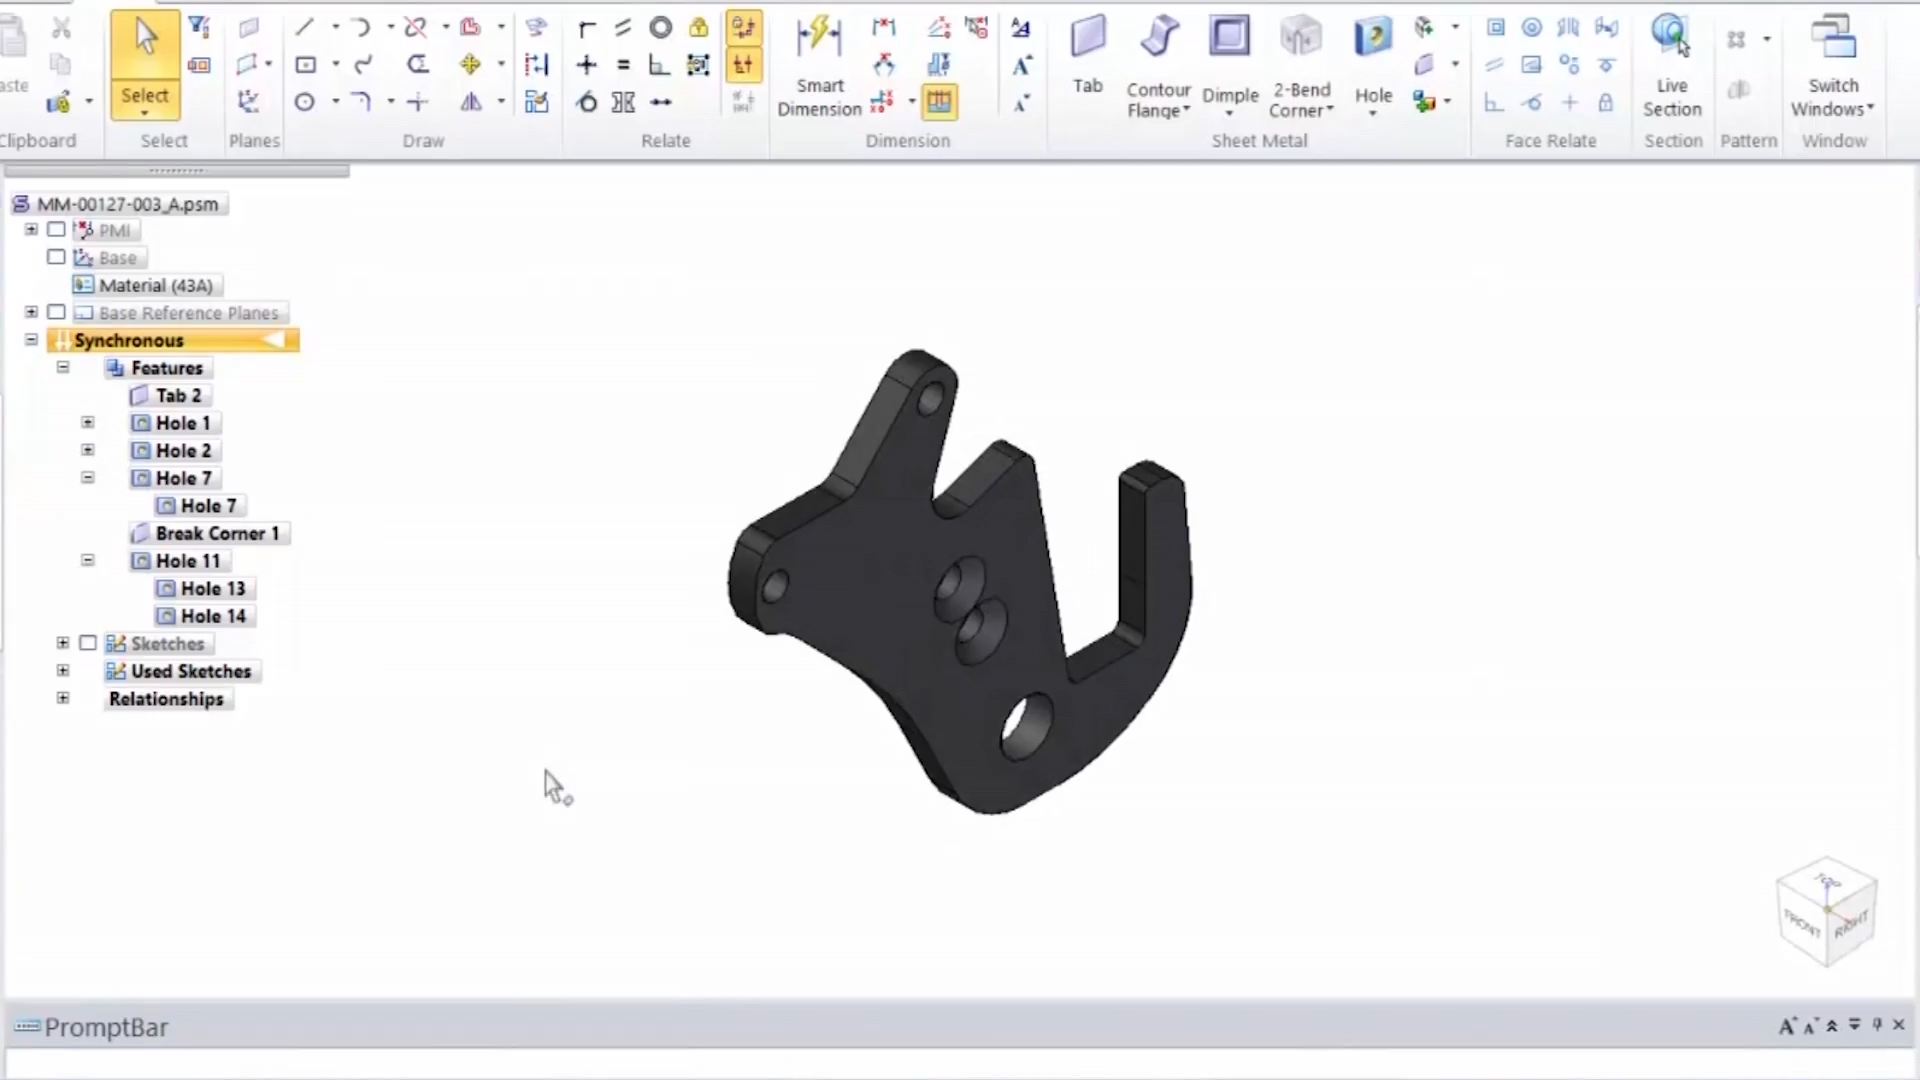 aste
Select
Smart
Dimension
Tab
Contour
Flange
Dimple
2-Bend
Corner
Hole
Live
Section
Switch
Windows
Clipboard
Select
Planes
Draw
Relate
Dimension
Sheet Metal
Face Relate
Section
Pattern
Window
MM-00127-003_A.psm
PMI
Base
Material (43A)
Base Reference Planes
Synchronous
Features
Tab 2
Hole 1
Hole 2
Hole 7
Hole 7
Break Corner 1
Hole 11
Hole 13
Hole 14
Sketches
Used Sketches
Relationships
TOP
FRONT
RIGHT
PromptBar